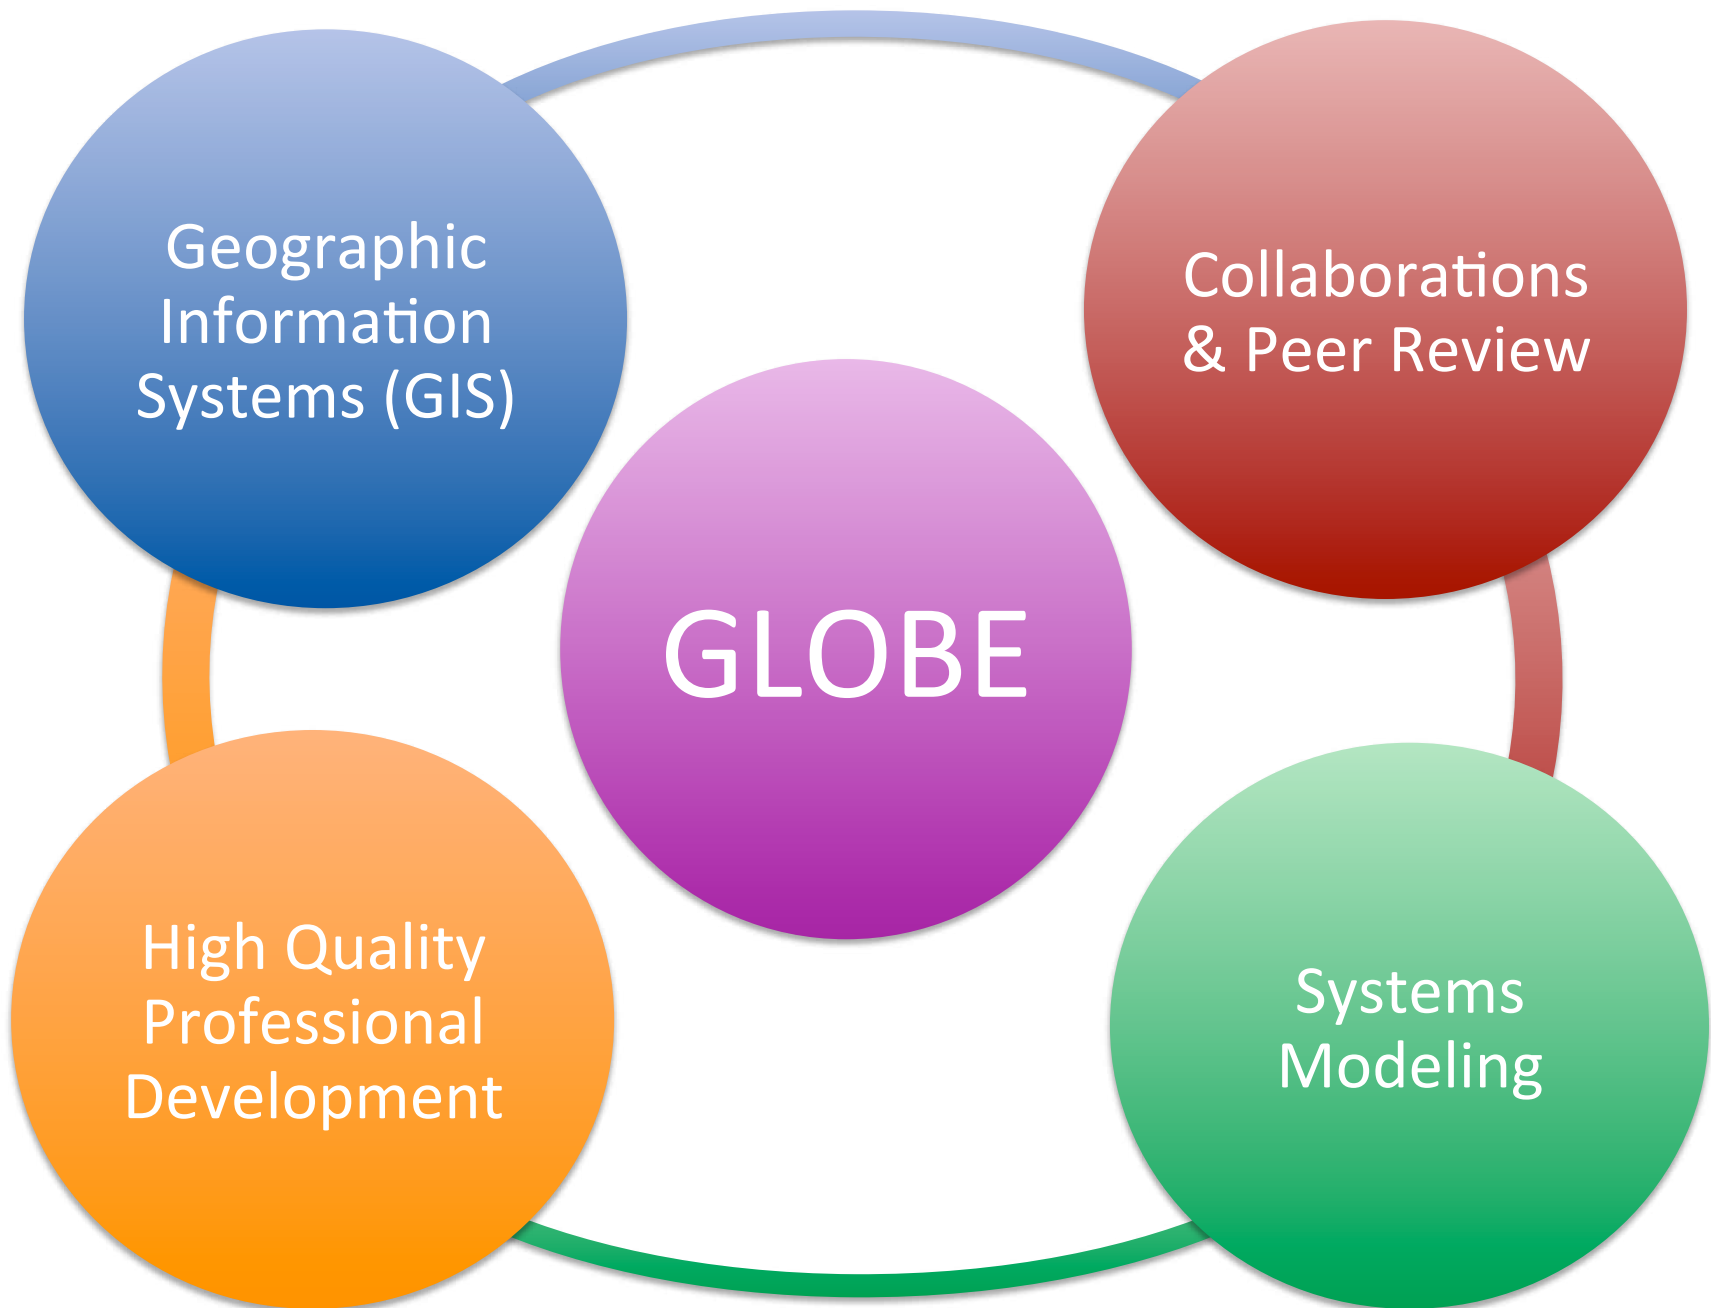 Geographic
Information
Systems (GIS)
Collaborations
& Peer Review
GLOBE
High Quality
Professional
Development
Systems
Modeling